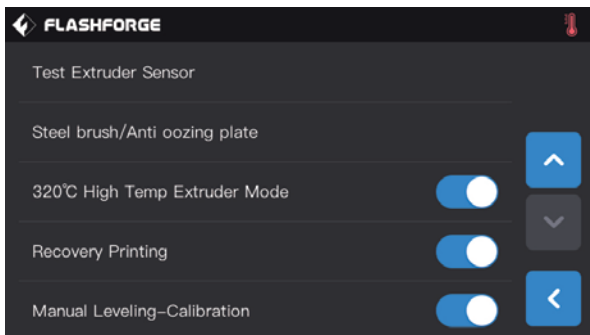 FLASHFORGE
Test Extruder Sensor
Steel brush/Anti oozing plate
320℃ High Temp Extruder Mode
Recovery Printing
Manual Leveling-Calibration